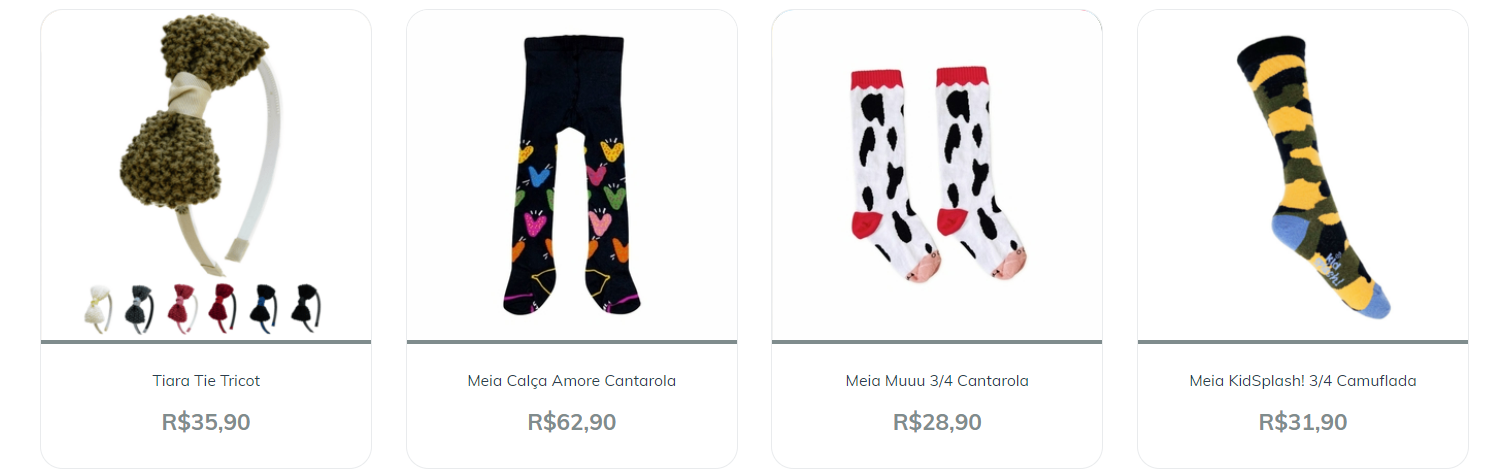 Tiara Tie Tricot
R$35,90
Meia Calça Amore Cantarola
R$62,90
Meia Muuu 3/4 Cantarola
R$28,90
Meia KidSplash! 3/4 Camuflada
R$31,90